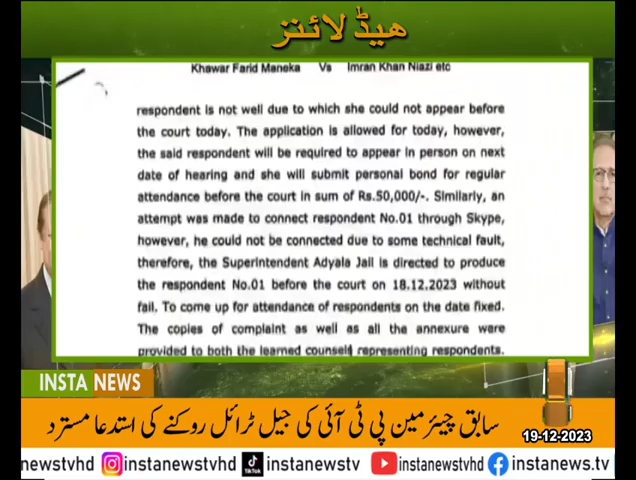 ہیڈ لائنز
Khawar Farid Maneka Vs Imran Khan Niazi etc
respondent is not well due to which she could not appear before
the court today. The application is allowed for today, however,
the said respondent will be required to appear in person on next
date of hearing and she will submit personal bond for regular
attendance before the court in sum of Rs.50,000/-. Similarly, an
attempt was made to connect respondent No.01 through Skype,
however, he could not be connected due to some technical fault,
therefore, the Superintendent Adyala Jail is directed to produce
the respondent No.01 before the court on 18.12.2023 without
fail. To come up for attendance of respondents on the date fixed.
The copies of complaint as well as all the annexure were
provided to both the learned counsels representing respondents.
INSTA NEWS
سابق چیئرمین پی ٹی آئی کی جیل ٹرائل روکنے کی استدعا مسترد
19-12-2023
instanewstvhd instanewstvhd TikTok instanewstv instanewstvhd instanews.tv